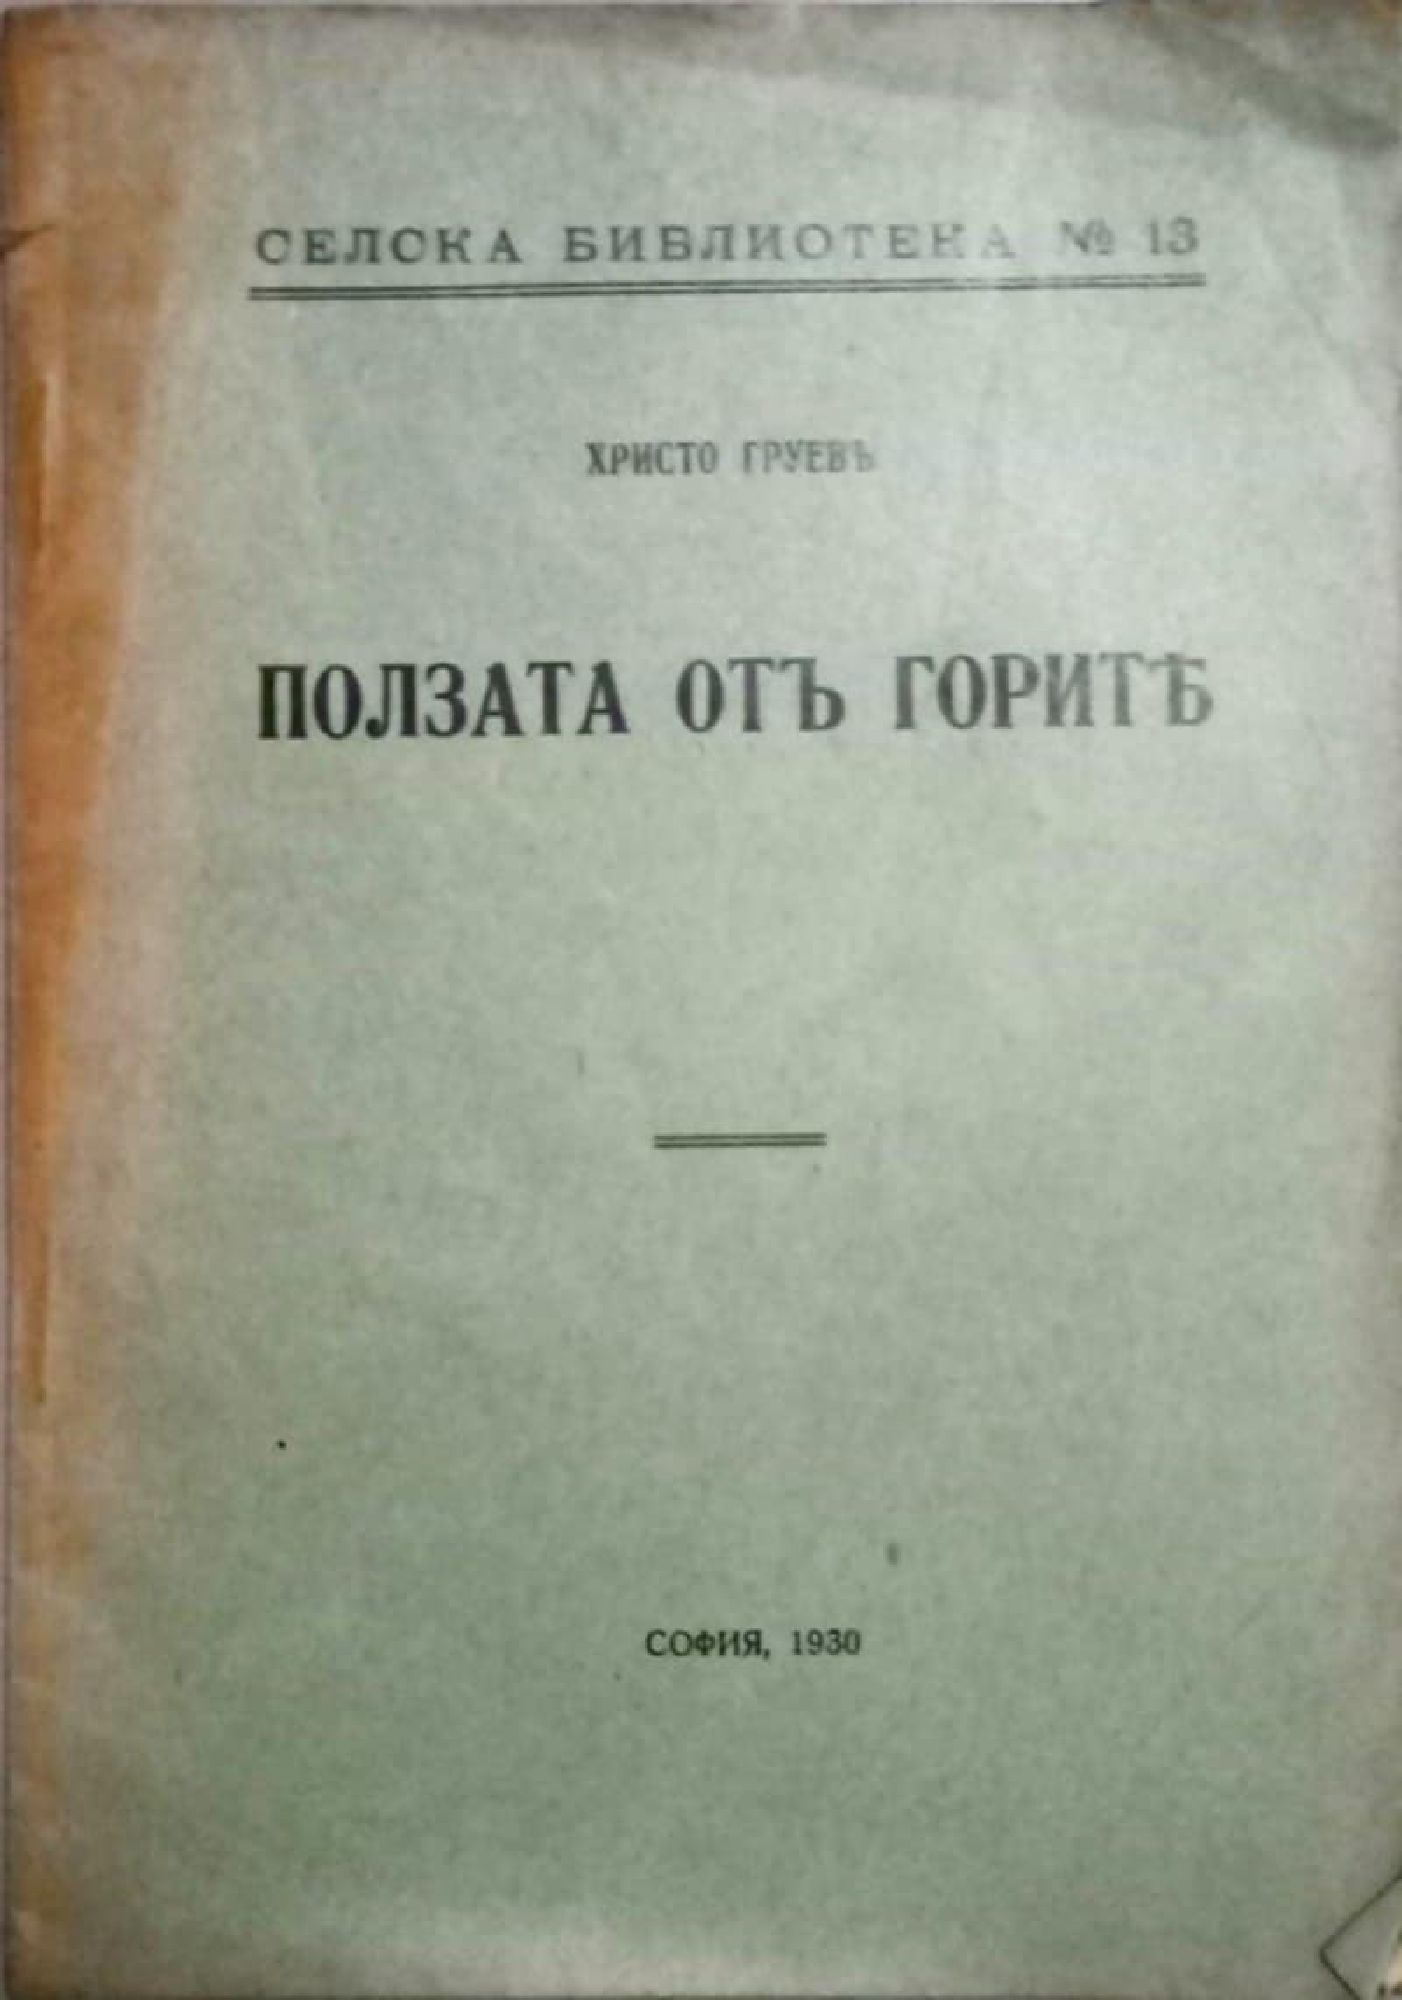 СЕЛСКА БИБЛИОТЕКА № 13
ХРИСТО ГРУЕВЪ
ПОЛЗАТА ОТЪ ГОРИТѢ
СОФИЯ, 1930